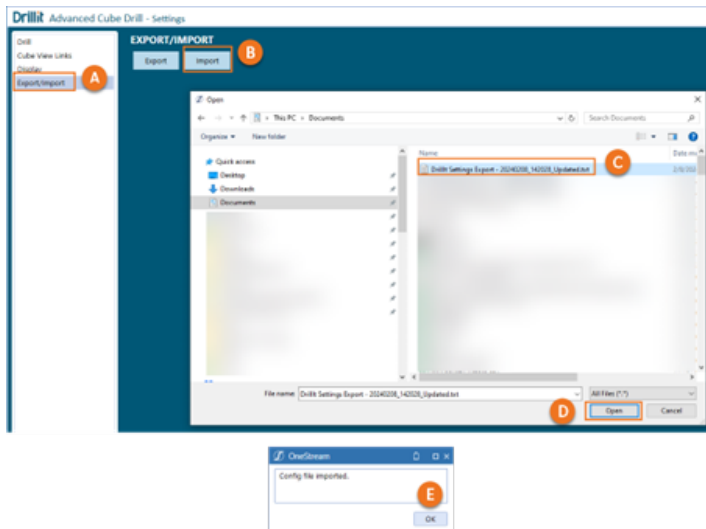 Drillit Advanced Cube Drill - Settings
Drill
Cube View Links
Display
Export/Import
A
EXPORT/IMPORT
Export
Import
B
Open
This PC > Documents
Search Documents
Organize
New folder
Quick access
Desktop
Downloads
Documents
Name
Date mo
Drillit Settings Export - 20240208_142028_Updated.txt
C
File name:
Drillit Settings Export - 20240208_142028_Updated.txt
All Files (*.*)
D
Open
Cancel
OneStream
Config file imported.
E
OK